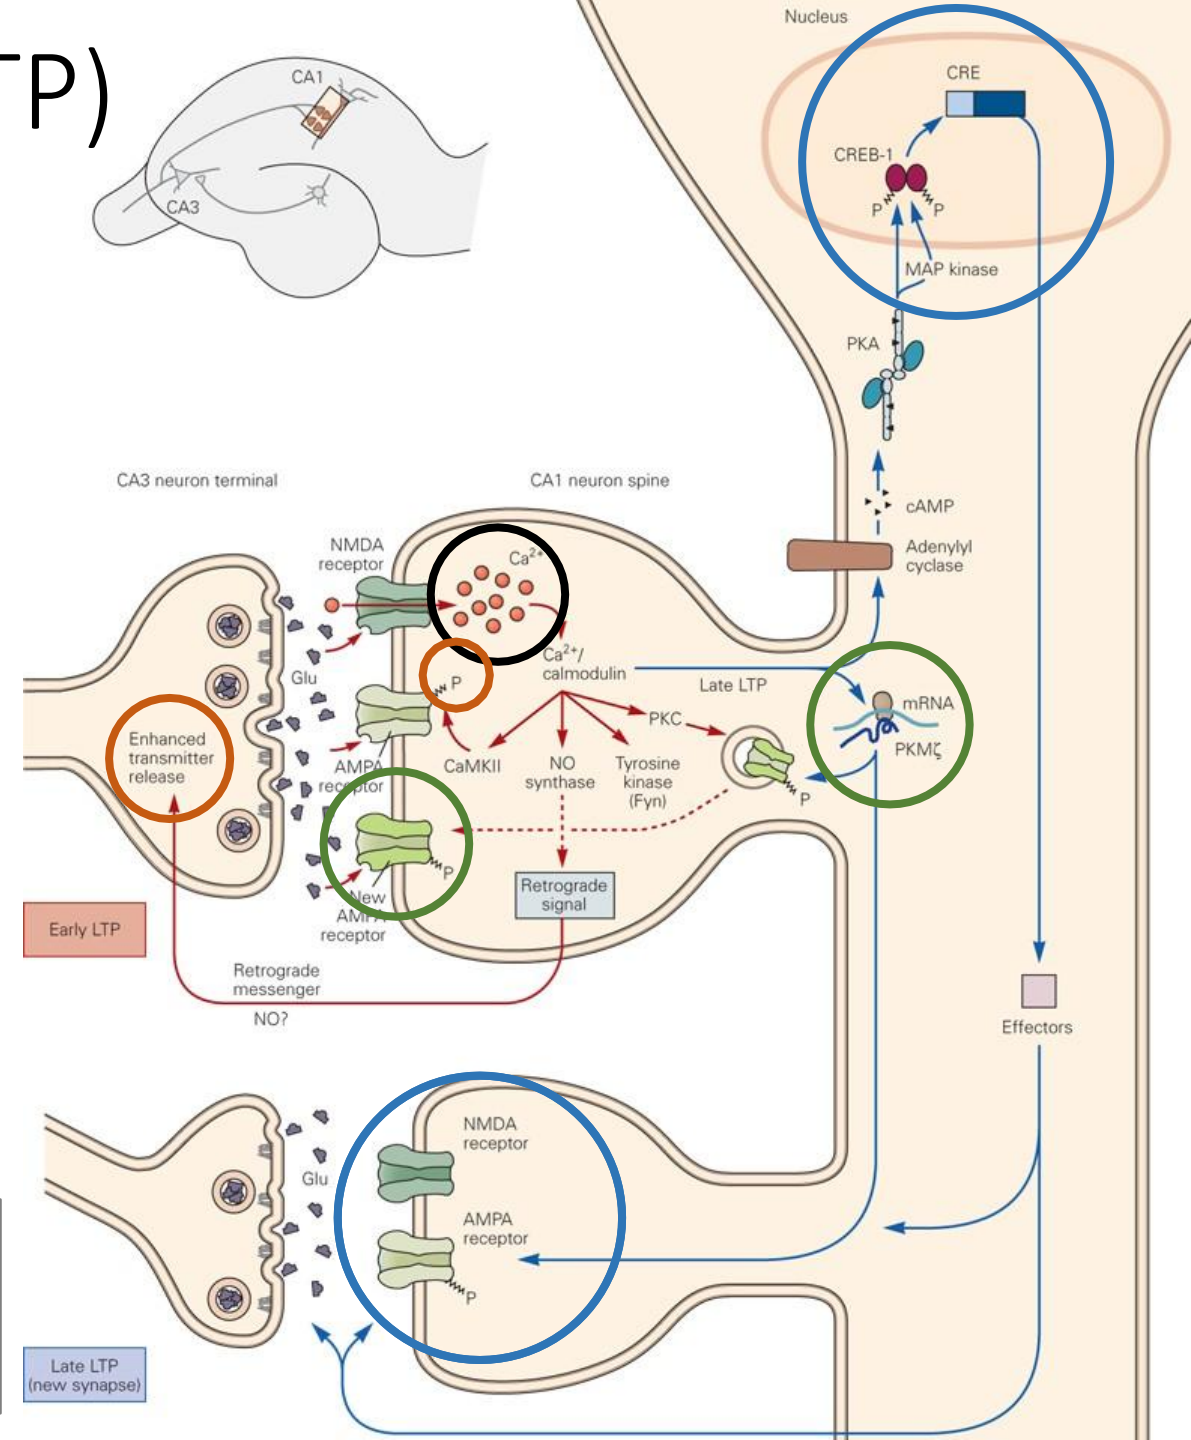 TP)
Nucleus
CA1
CA3
CRE
CREB-1
P
P
MAP kinase
PKA
cAMP
Adenylyl
cyclase
CA3 neuron terminal
CA1 neuron spine
NMDA
receptor
Ca²⁺
Glu
Ca²⁺/
calmodulin
P
Late LTP
mRNA
PKMζ
Enhanced
transmitter
release
AMPA
receptor
CaMKII
NO
synthase
Tyrosine
kinase
(Fyn)
PKC
P
P
New
AMPA
receptor
Retrograde
signal
Early LTP
Retrograde
messenger
NO?
Effectors
NMDA
receptor
Glu
AMPA
receptor
P
Late LTP
(new synapse)